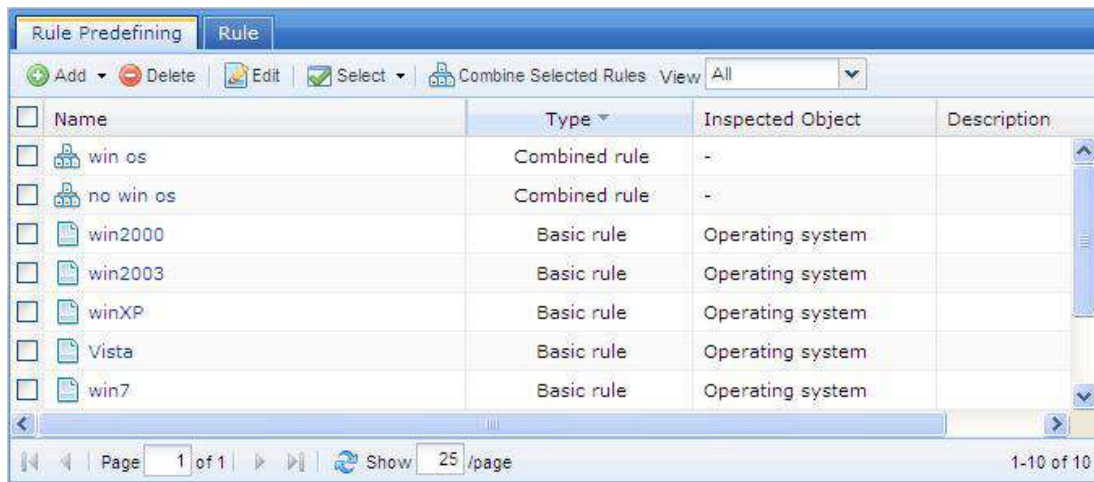 Rule Predefining Rule
Add Delete Edit Select Combine Selected Rules View All
Name Type Inspected Object Description
win os Combined rule -
no win os Combined rule -
win2000 Basic rule Operating system
win2003 Basic rule Operating system
winXP Basic rule Operating system
Vista Basic rule Operating system
win7 Basic rule Operating system
Page 1 of 1 Show 25 /page 1-10 of 10